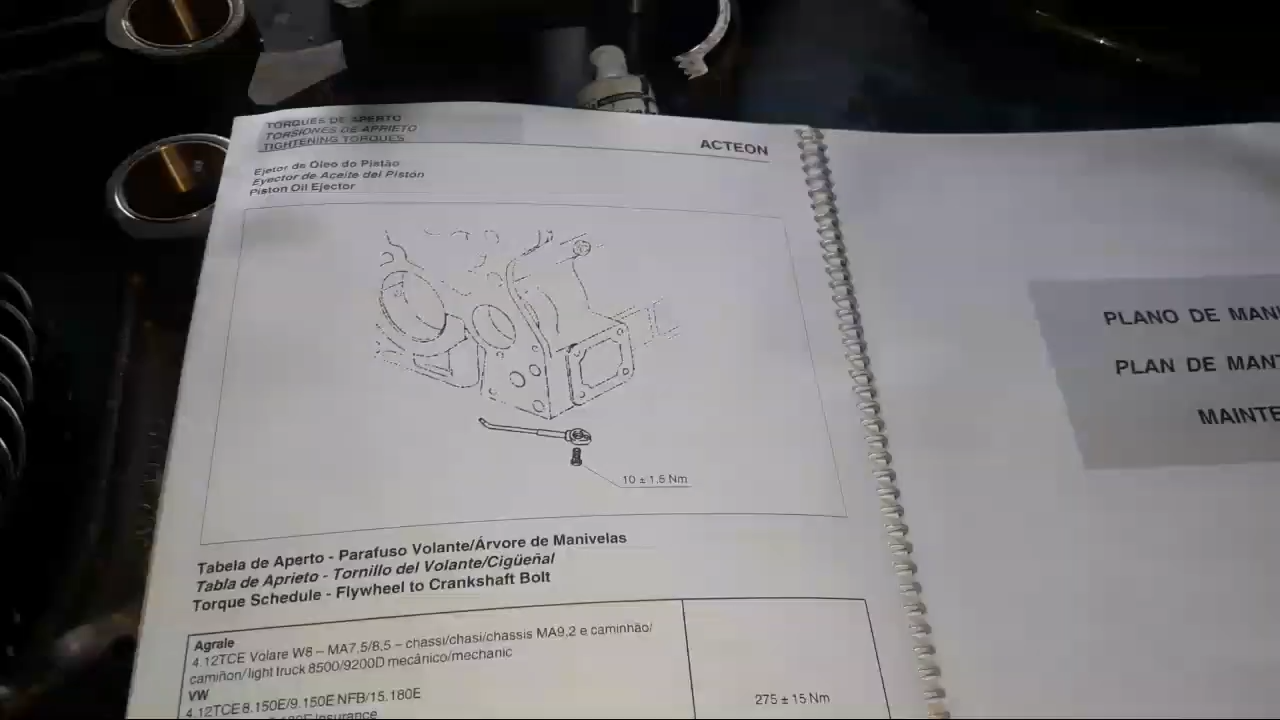 TORQUES DE APERTO
TORSIONES DE APRIETO
TIGHTENING TORQUES
ACTEON
Ejetor de Óleo do Pistão
Eyector de Aceite del Pistón
Piston Oil Ejector
10 ± 1.5 Nm
Tabela de Aperto - Parafuso Volante/Árvore de Manivelas
Tabla de Aprieto - Tornillo del Volante/Cigüeñal
Torque Schedule - Flywheel to Crankshaft Bolt
Agrale
4.12TCE Volare W8 – MA7.5/8,5 – chassi/chasi/chassis MA9.2 e caminhão/
camiñon/light truck 8500/9200D mecânico/mechanic
VW
4.12TCE 8.150E/9.150E NFB/15.180E
275 ± 15 Nm
PLANO DE MAN
PLAN DE MAN
MAINTE